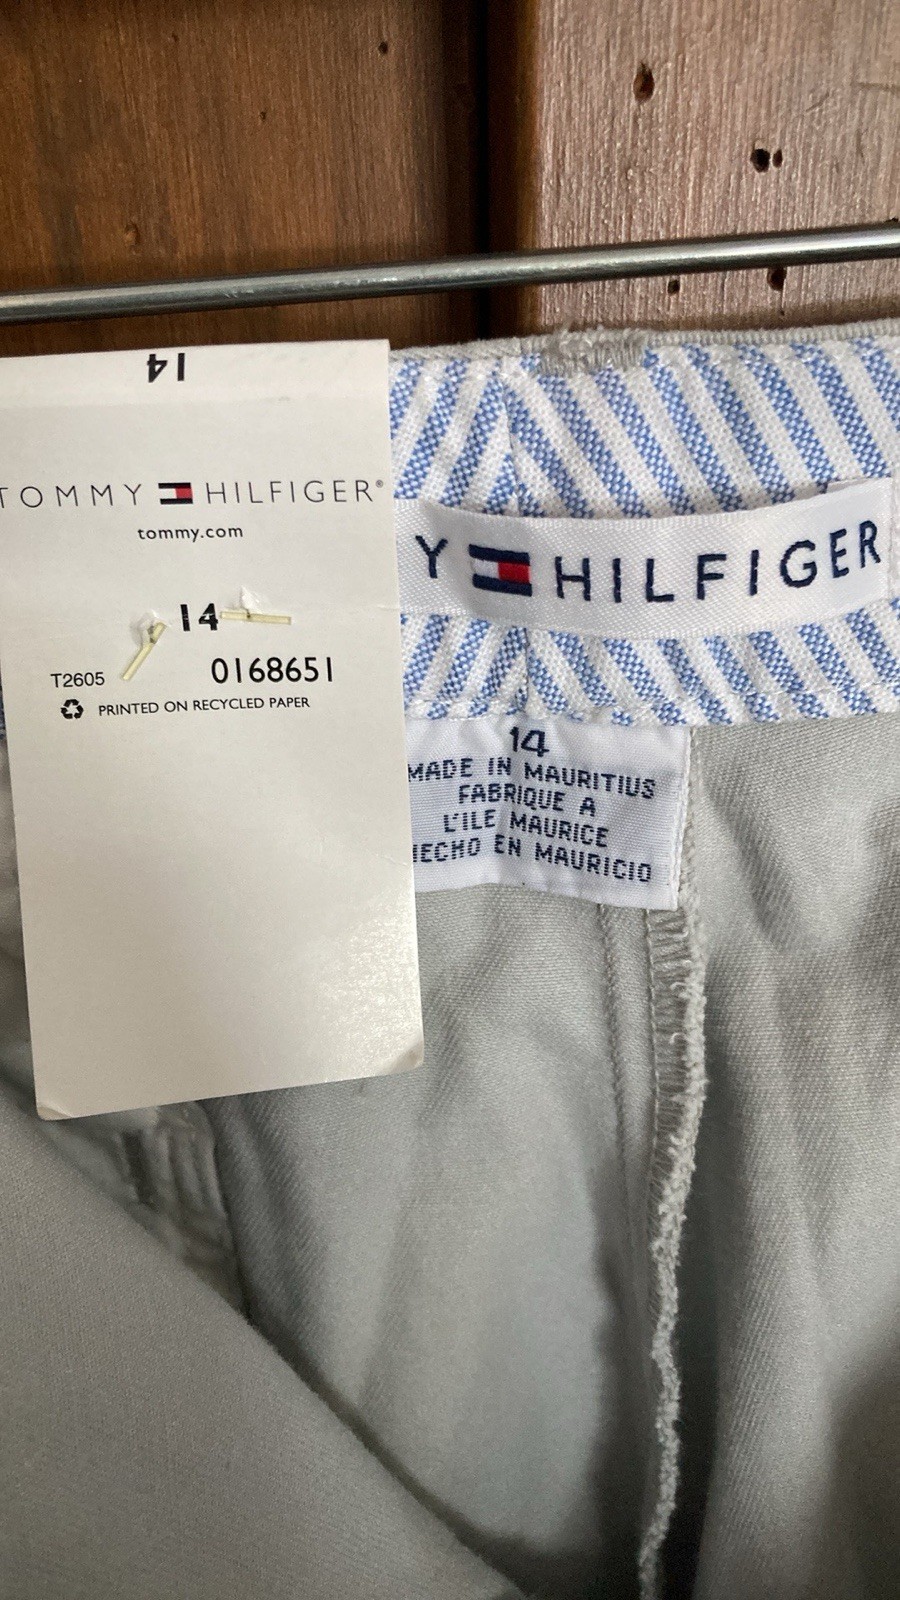 14
TOMMY HILFIGER®
tommy.com
14
T2605 0168651
PRINTED ON RECYCLED PAPER
Y HILFIGER
14
MADE IN MAURITIUS
FABRIQUE A
L'ILE MAURICE
HECHO EN MAURICIO